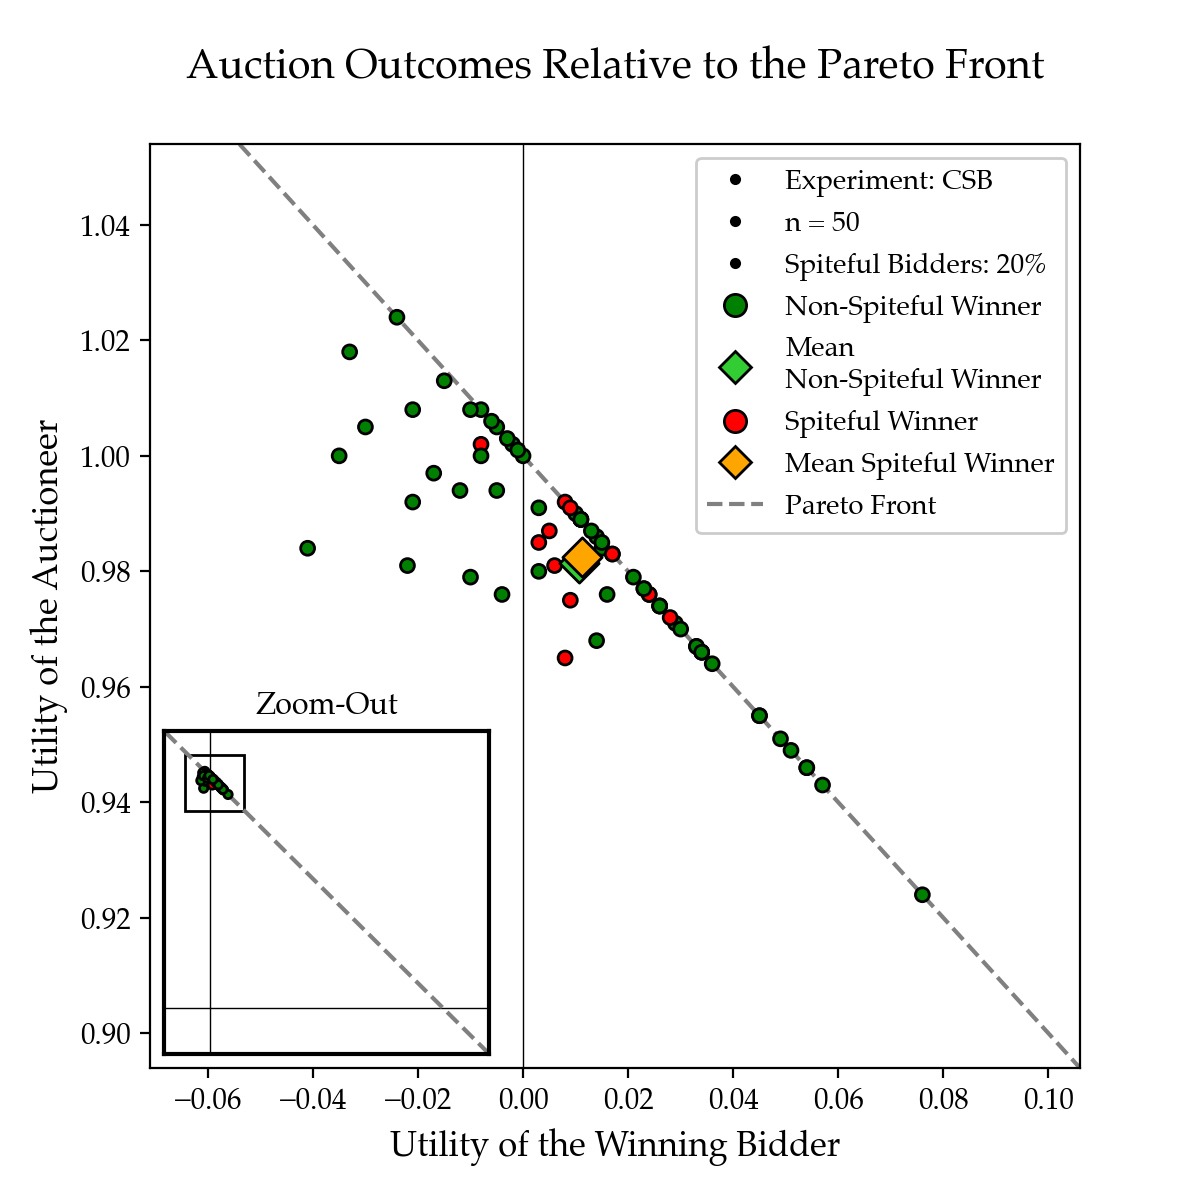 Auction Outcomes Relative to the Pareto Front
Utility of the Auctioneer
1.04
1.02
1.00
0.98
0.96
0.94
0.92
0.90
Experiment: CSB
n = 50
Spiteful Bidders: 20%
Non-Spiteful Winner
Mean
Non-Spiteful Winner
Spiteful Winner
Mean Spiteful Winner
Pareto Front
Zoom-Out
−0.06 −0.04 −0.02 0.00 0.02 0.04 0.06 0.08 0.10
Utility of the Winning Bidder